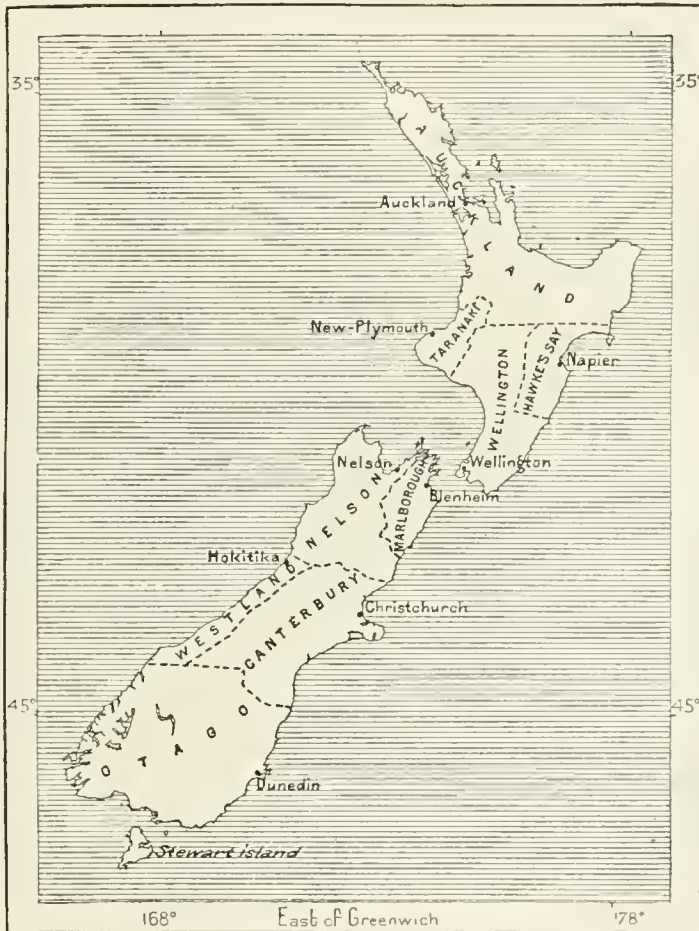 35°
35°
AUCKLAND
Auckland
New-Plymouth
TARANAKI
WELLINGTON
HAWKE'S SAY
Napier
Nelson
Wellington
MARLBOROUGH
Blenheim
NELSON
Hokitika
WESTLAND
CANTERBURY
Christchurch
45°
45°
OTAGO
Dunedin
Stewart island
168°
East of Greenwich
178°